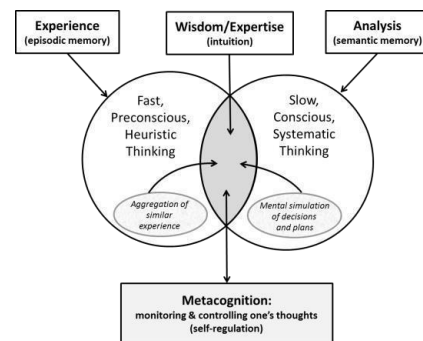 Experience
(episodic memory)
Wisdom/Expertise
(intuition)
Analysis
(semantic memory)
Fast,
Preconscious,
Heuristic
Thinking
Slow,
Conscious,
Systematic
Thinking
Aggregation of
similar
experience
Mental simulation
of decisions
and plans
Metacognition:
monitoring & controlling one's thoughts
(self-regulation)